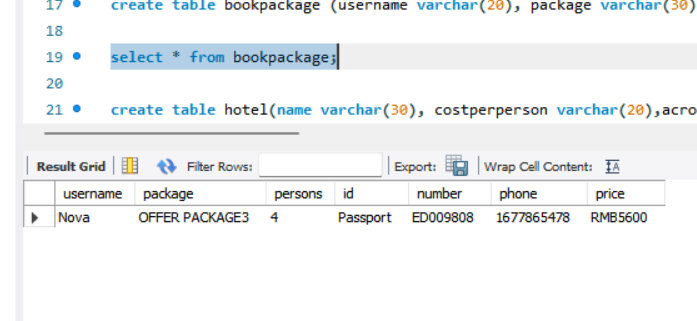 17 create table bookpackage (username varchar(20), package varchar(30)
18
19 select * from bookpackage;
20
21 create table hotel(name varchar(30), costperperson varchar(20),acro
Result Grid Filter Rows: Export: Wrap Cell Content: IA
username package persons id number phone price
Nova OFFER PACKAGE3 4 Passport ED009808 1677865478 RMB5600